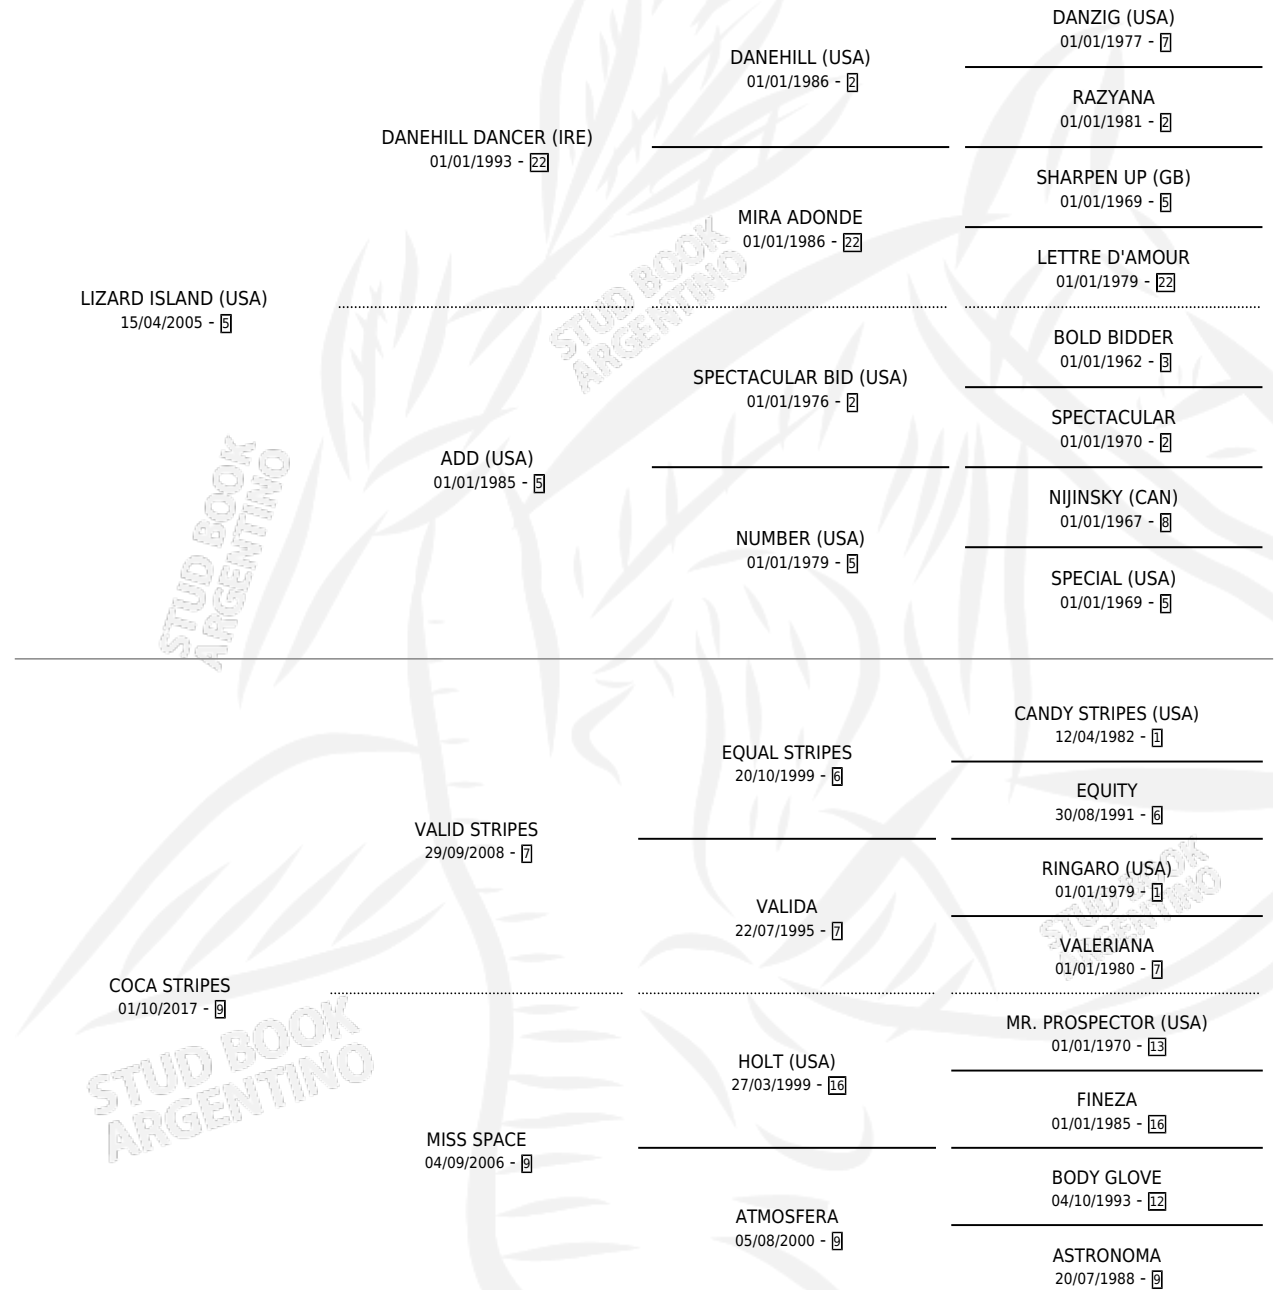 DANZIG (USA)
01/01/1977 - 7
DANEHILL (USA)
01/01/1986 - 2
RAZYANA
01/01/1981 - 2
DANEHILL DANCER (IRE)
01/01/1993 - 22
SHARPEN UP (GB)
01/01/1969 - 5
MIRA ADONDE
01/01/1986 - 22
LETTRE D'AMOUR
01/01/1979 - 22
LIZARD ISLAND (USA)
15/04/2005 - 5
BOLD BIDDER
01/01/1962 - 3
SPECTACULAR BID (USA)
01/01/1976 - 2
SPECTACULAR
01/01/1970 - 2
ADD (USA)
01/01/1985 - 5
NIJINSKY (CAN)
01/01/1967 - 8
NUMBER (USA)
01/01/1979 - 5
SPECIAL (USA)
01/01/1969 - 5
CANDY STRIPES (USA)
12/04/1982 - 1
EQUAL STRIPES
20/10/1999 - 6
EQUITY
30/08/1991 - 6
VALID STRIPES
29/09/2008 - 7
RINGARO (USA)
01/01/1979 - 1
VALIDA
22/07/1995 - 7
VALERIANA
01/01/1980 - 7
COCA STRIPES
01/10/2017 - 9
MR. PROSPECTOR (USA)
01/01/1970 - 13
HOLT (USA)
27/03/1999 - 16
FINEZA
01/01/1985 - 16
MISS SPACE
04/09/2006 - 9
BODY GLOVE
04/10/1993 - 12
ATMOSFERA
05/08/2000 - 9
ASTRONOMA
20/07/1988 - 9
STUD BOOK
ARGENTINO
STUD BOOK
ARGENTINO
STUD BOOK
ARGENTINO
STUD BOOK
ARGENTINO